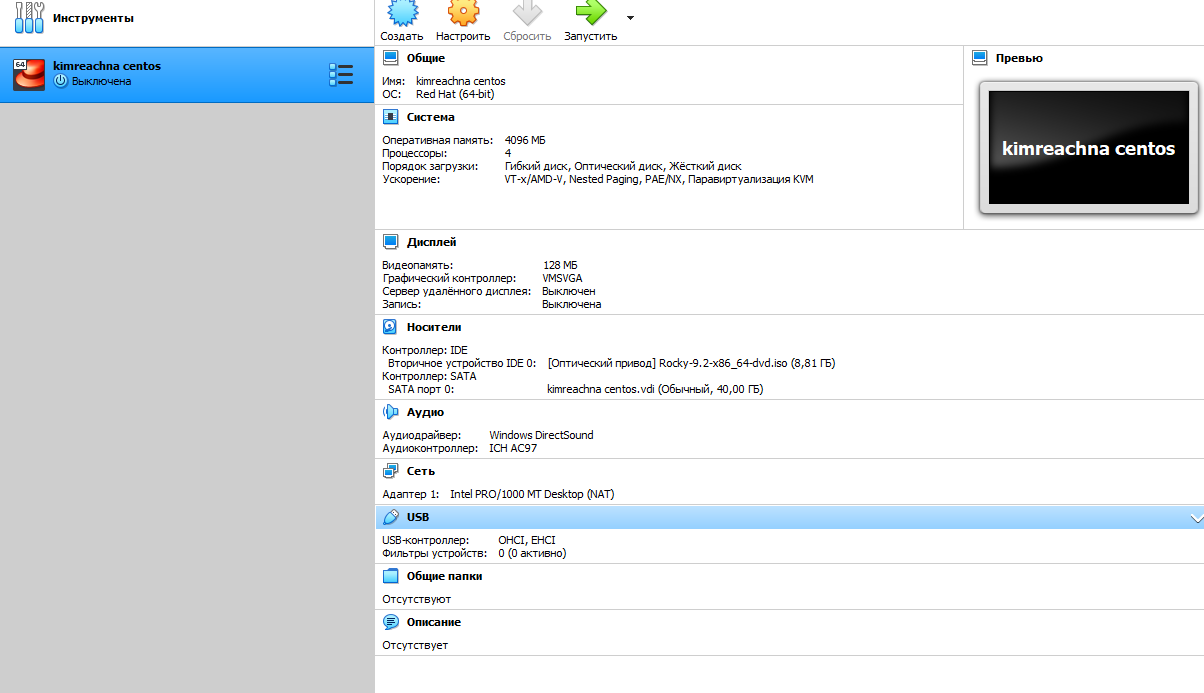 Инструменты
64
kimreachna centos
Выключена
Создать Настроить Сбросить Запустить
Общие
Имя: kimreachna centos
ОС: Red Hat (64-bit)
Превью
kimreachna centos
Система
Оперативная память: 4096 МБ
Процессоры: 4
Порядок загрузки: Гибкий диск, Оптический диск, Жёсткий диск
Ускорение: VT-x/AMD-V, Nested Paging, PAE/NX, Паравиртуализация KVM
Дисплей
Видеопамять: 128 МБ
Графический контроллер: VMSVGA
Сервер удалённого дисплея: Выключен
Запись: Выключена
Носители
Контроллер: IDE
Вторичное устройство IDE 0: [Оптический привод] Rocky-9.2-x86_64-dvd.iso (8,81 ГБ)
Контроллер: SATA
SATA порт 0: kimreachna centos.vdi (Обычный, 40,00 ГБ)
Аудио
Аудиодрайвер: Windows DirectSound
Аудиоконтроллер: ICH AC97
Сеть
Адаптер 1: Intel PRO/1000 MT Desktop (NAT)
USB
USB-контроллер: OHCI, EHCI
Фильтры устройств: 0 (0 активно)
Общие папки
Отсутствуют
Описание
Отсутствует